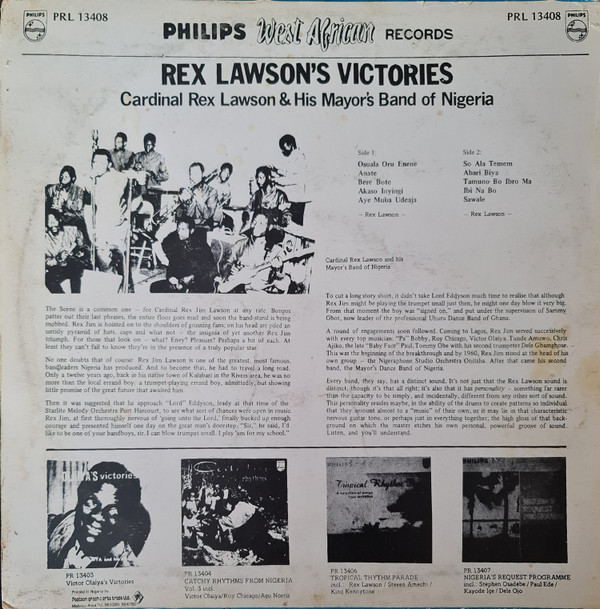 PHILIPS
PRL 13408
PHILIPS West African RECORDS
PRL 13408
PHILIPS
REX LAWSON'S VICTORIES
Cardinal Rex Lawson & His Mayor's Band of Nigeria
Side 1:
Osuala Oru Enene
Anate
Bere Bote
Akaso Inyingi
Aye Muba Udeaja
– Rex Lawson –
Side 2:
So Ala Temem
Abari Biya
Tamuno Bo Ibro Ma
Ibi Na Bo
Sawale
– Rex Lawson –
Cardinal Rex Lawson and his
Mayor's Band of Nigeria
The Scene is a common one - for Cardinal Rex Jim Lawson at any rate. Bongos
patter out their last phrases, the entire floor goes mad and soon the band-stand is being
mobbed. Rex Jim is hoisted on to the shoulders of grinning fans; on his head are piled an
untidy pyramid of hats, caps and what not - the insignia of yet another Rex Jim
triumph. For those that look on - what? Envy? Pleasure? Perhaps a bit of each. At
least they can't fail to know they're in the presence of a truly popular star.
No one doubts that of course. Rex Jim Lawson is one of the greatest, most famous,
bandleaders Nigeria has produced. And to become that, he had to travel a long road.
Only a twelve years ago, back in his native town of Kalabari in the Rivers area, he was no
more than the local errand boy, a trumpet-playing errand boy, admittedly, but showing
little promise of the great future that awaited him.
Then it was suggested that he approach "Lord" Eddyson, leady at that time of the
Starlite Melody Orchestra Port Harcourt, to see what sort of chances were open in music
Rex Jim, at first thoroughly nervous of 'going unto the Lord', finally bucked up enough
courage and presented himself one day on the great man's doorstep. "Sir," he said, I'd
like to be one of your bandboys, sir. I can blow trumpet small. I play 'am for my school."
To cut a long story short, it didn't take Lord Eddyson much time to realise that although
Rex Jim might be playing the trumpet small just then, he might one day blow it very big.
From that moment the boy was "signed on," and put under the supervision of Sammy
Obot, now leader of the professional Uhuru Dance Band of Ghana.
A round of engagements soon followed. Coming to Lagos, Rex Jim served successively
with every top musician. "Pa" Bobby, Roy Chicago, Victor Olaiya, Tunde Amuwo, Chris
Ajiko, the late "Baby Face" Paul, Tommy Obe with his second trumpeter Dele Gbamgbose.
This was the beginning of the breakthrough and by 1960, Rex Jim stood at the head of his
own group - the Nigerphone Studio Orchestra Onitsha. After that came his second
band, the Mayor's Dance Band of Nigeria.
Every band, they say, has a distinct sound. It's not just that the Rex Lawson sound is
distinct, though it's that all right; it's also that it has personality - something far rarer
than the capacity to be simply, and incidentally, different from any other sort of sound.
This personality resides maybe, in the ability of the drums to create patterns so individual
that they amount almost to a "music" of their own, or it may lie in that characteristic
nervous guitar tone, or perhaps just in everything together; the high gloss of that back-
ground on which the master etches his own personal, powerful groove of sound.
Listen, and you'll understand.
OLAIYA'S victories
PR 13403
Victor Olaiya's Victories
PR 13404
CATCHY RHYTHMS FROM NIGERIA
Vol. 3 incl.
Victor Olaiya/Roy Chicago/Agu Norris
Tropical Rhythm
PR 13406
TROPICAL THYTHM PARADE
incl. Rex Lawson / Steven Amechi /
King Kennytone
PHILIPS
PR 13407
NIGERIA'S REQUEST PROGRAMME
incl. Stephen Osadebe / Paul Ede /
Kayode Ige / Dele Ojo
Printed in Nigeria by